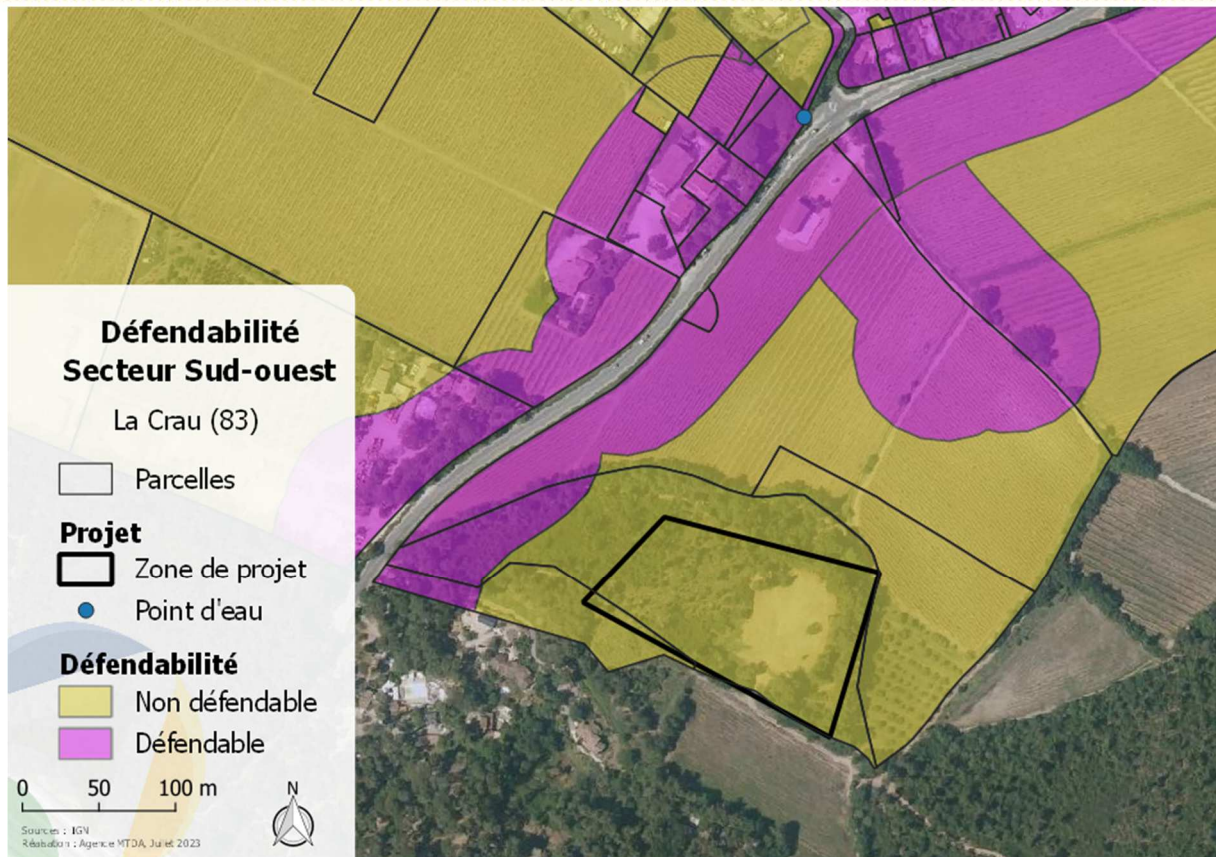 Défendabilité
Secteur Sud-ouest
La Crau (83)
Parcelles
Projet
Zone de projet
Point d'eau
Défendabilité
Non défendable
Défendable
0 50 100 m
N
Sources : IGN
Réalisation : Agence MTDA, Juillet 2023